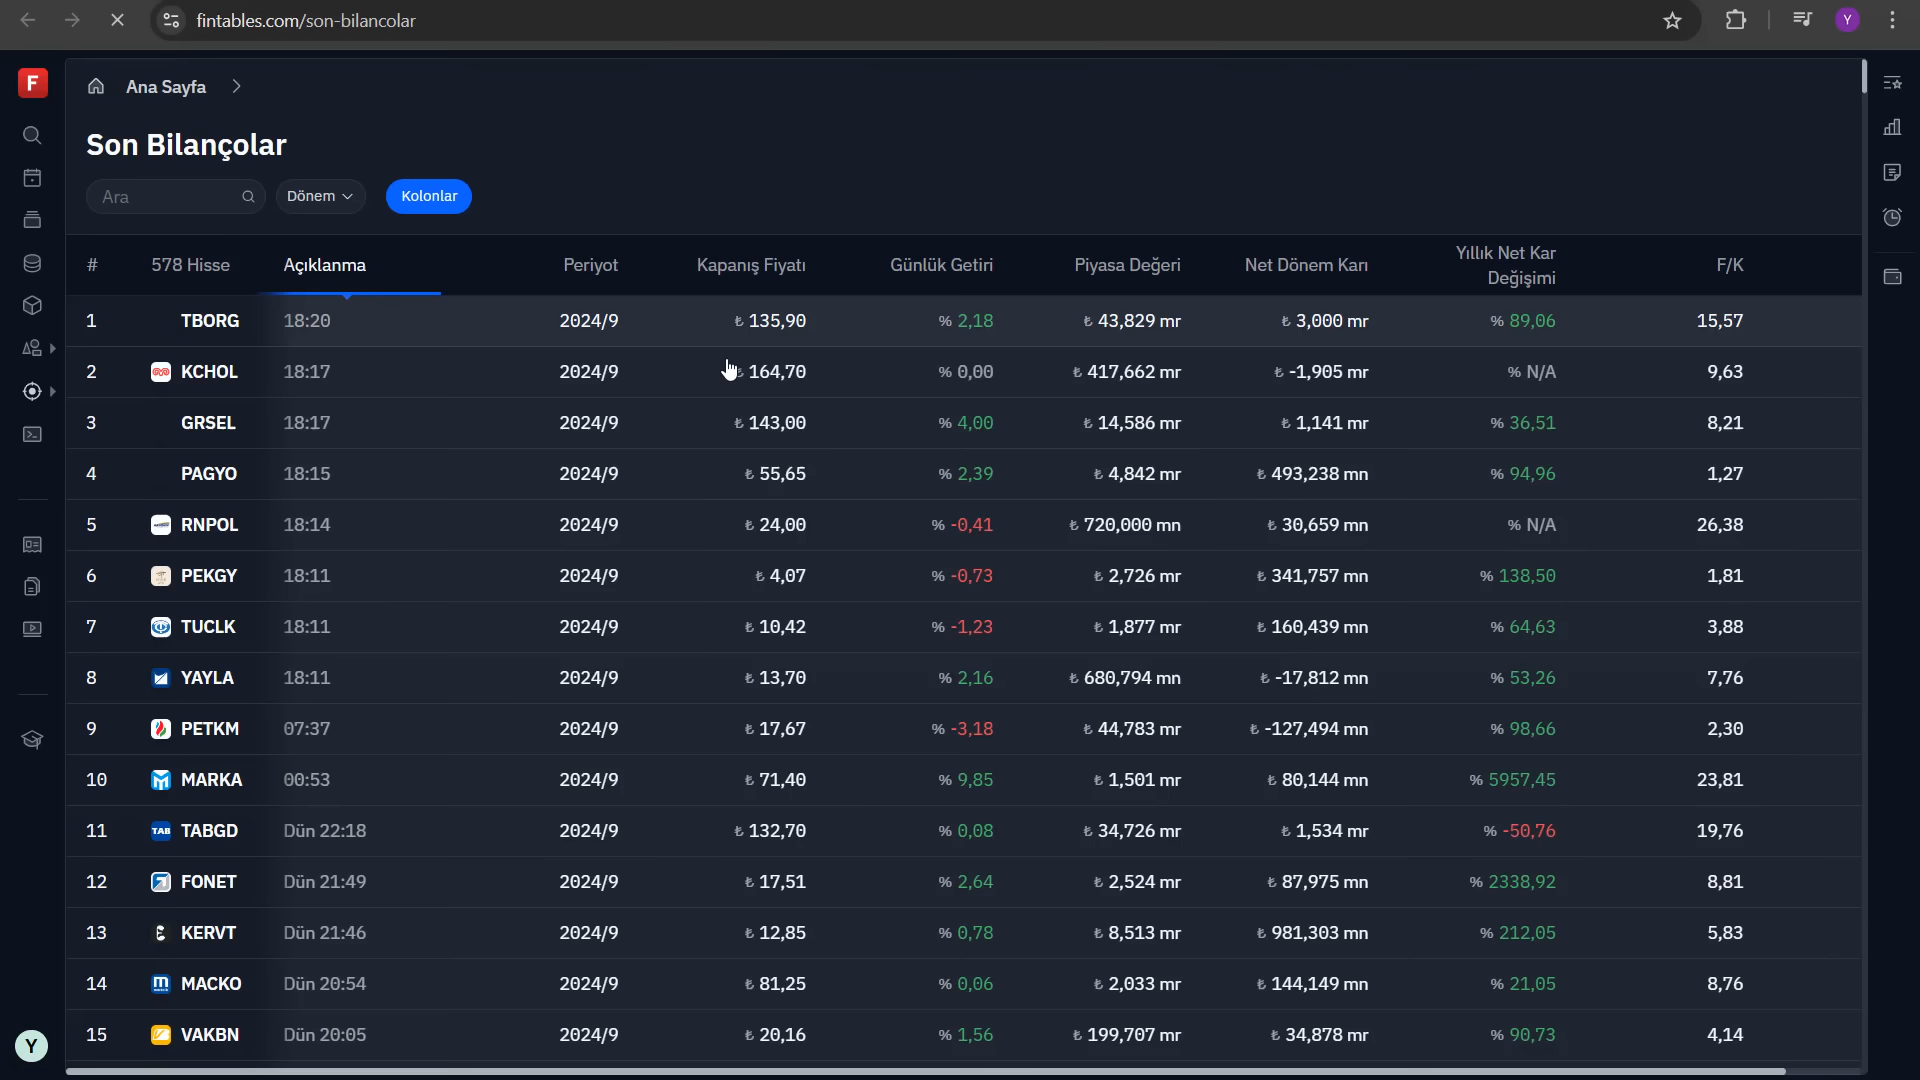 fintables.com/son-bilancolar
Y
F
Ana Sayfa
Son Bilançolar
Ara
Dönem
Kolonlar
# 578 Hisse Açıklanma Periyot Kapanış Fiyatı Günlük Getiri Piyasa Değeri Net Dönem Karı Yıllık Net Kar Değişimi F/K
1 TBORG 18:20 2024/9 ₺ 135,90 % 2,18 ₺ 43,829 mr ₺ 3,000 mr % 89,06 15,57
2 KCHOL 18:17 2024/9 ₺ 164,70 % 0,00 ₺ 417,662 mr ₺ -1,905 mr % N/A 9,63
3 GRSEL 18:17 2024/9 ₺ 143,00 % 4,00 ₺ 14,586 mr ₺ 1,141 mr % 36,51 8,21
4 PAGYO 18:15 2024/9 ₺ 55,65 % 2,39 ₺ 4,842 mr ₺ 493,238 mn % 94,96 1,27
5 RNPOL 18:14 2024/9 ₺ 24,00 % -0,41 ₺ 720,000 mn ₺ 30,659 mn % N/A 26,38
6 PEKGY 18:11 2024/9 ₺ 4,07 % -0,73 ₺ 2,726 mr ₺ 341,757 mn % 138,50 1,81
7 TUCLK 18:11 2024/9 ₺ 10,42 % -1,23 ₺ 1,877 mr ₺ 160,439 mn % 64,63 3,88
8 YAYLA 18:11 2024/9 ₺ 13,70 % 2,16 ₺ 680,794 mn ₺ -17,812 mn % 53,26 7,76
9 PETKM 07:37 2024/9 ₺ 17,67 % -3,18 ₺ 44,783 mr ₺ -127,494 mn % 98,66 2,30
10 MARKA 00:53 2024/9 ₺ 71,40 % 9,85 ₺ 1,501 mr ₺ 80,144 mn % 5957,45 23,81
11 TAB TABGD Dün 22:18 2024/9 ₺ 132,70 % 0,08 ₺ 34,726 mr ₺ 1,534 mr % -50,76 19,76
12 FONET Dün 21:49 2024/9 ₺ 17,51 % 2,64 ₺ 2,524 mr ₺ 87,975 mn % 2338,92 8,81
13 KERVT Dün 21:46 2024/9 ₺ 12,85 % 0,78 ₺ 8,513 mr ₺ 981,303 mn % 212,05 5,83
14 MACKO Dün 20:54 2024/9 ₺ 81,25 % 0,06 ₺ 2,033 mr ₺ 144,149 mn % 21,05 8,76
15 VAKBN Dün 20:05 2024/9 ₺ 20,16 % 1,56 ₺ 199,707 mr ₺ 34,878 mr % 90,73 4,14
Y